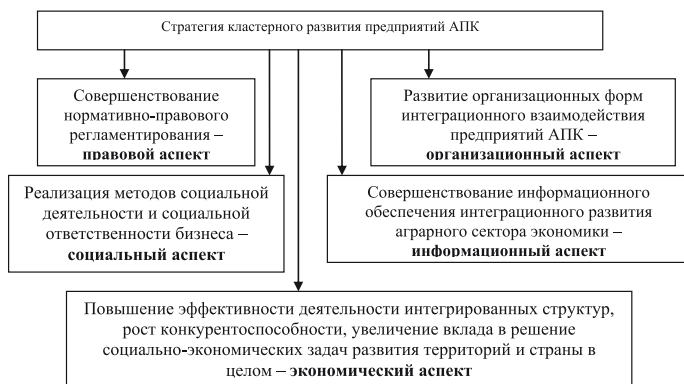 Стратегия кластерного развития предприятий АПК
Совершенствование
нормативно-правового
регламентирования –
правовой аспект
Развитие организационных форм
интеграционного взаимодействия
предприятий АПК –
организационный аспект
Реализация методов социальной
деятельности и социальной
ответственности бизнеса –
социальный аспект
Совершенствование информационного
обеспечения интеграционного развития
аграрного сектора экономики –
информационный аспект
Повышение эффективности деятельности интегрированных структур,
рост конкурентоспособности, увеличение вклада в решение
социально-экономических задач развития территорий и страны в
целом – экономический аспект